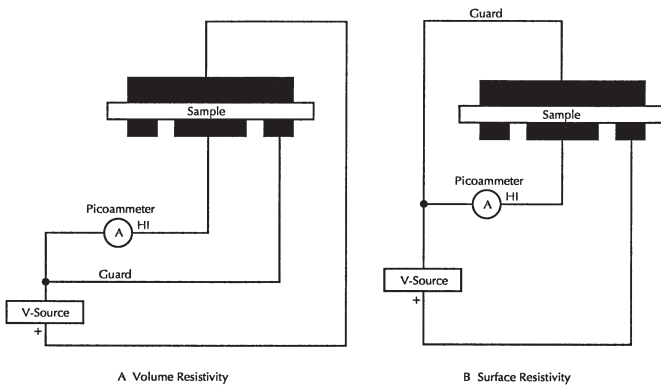 Sample
Picoammeter
A
HI
Guard
V-Source
+
A Volume Resistivity
Guard
Sample
Picoammeter
A
HI
V-Source
+
B Surface Resistivity